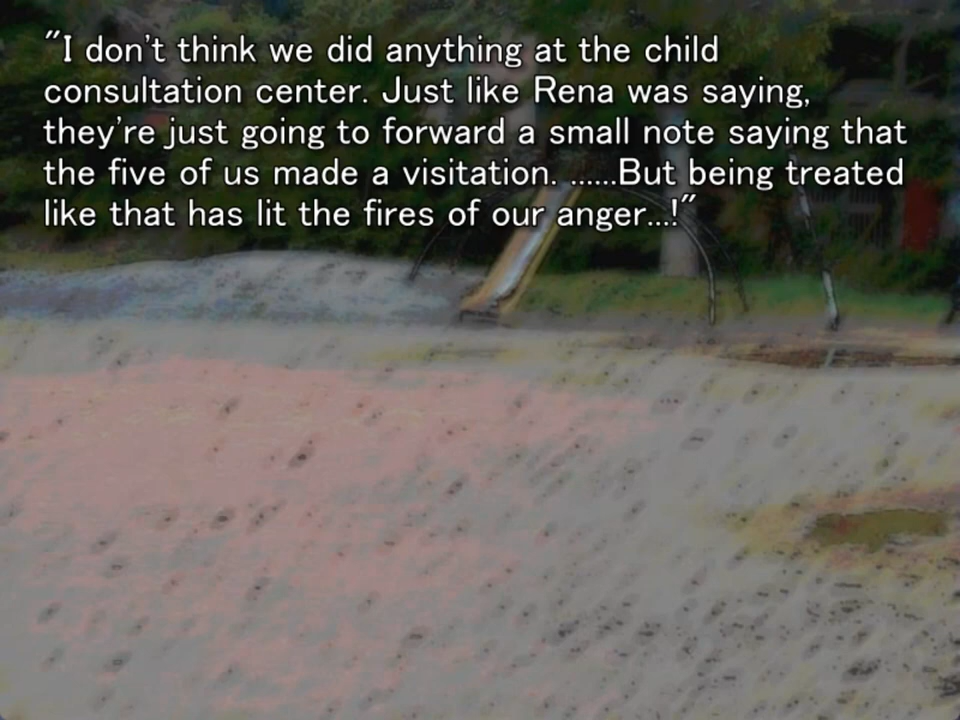 "I don't think we did anything at the child
consultation center. Just like Rena was saying,
they're just going to forward a small note saying that
the five of us made a visitation. ......But being treated
like that has lit the fires of our anger...!"